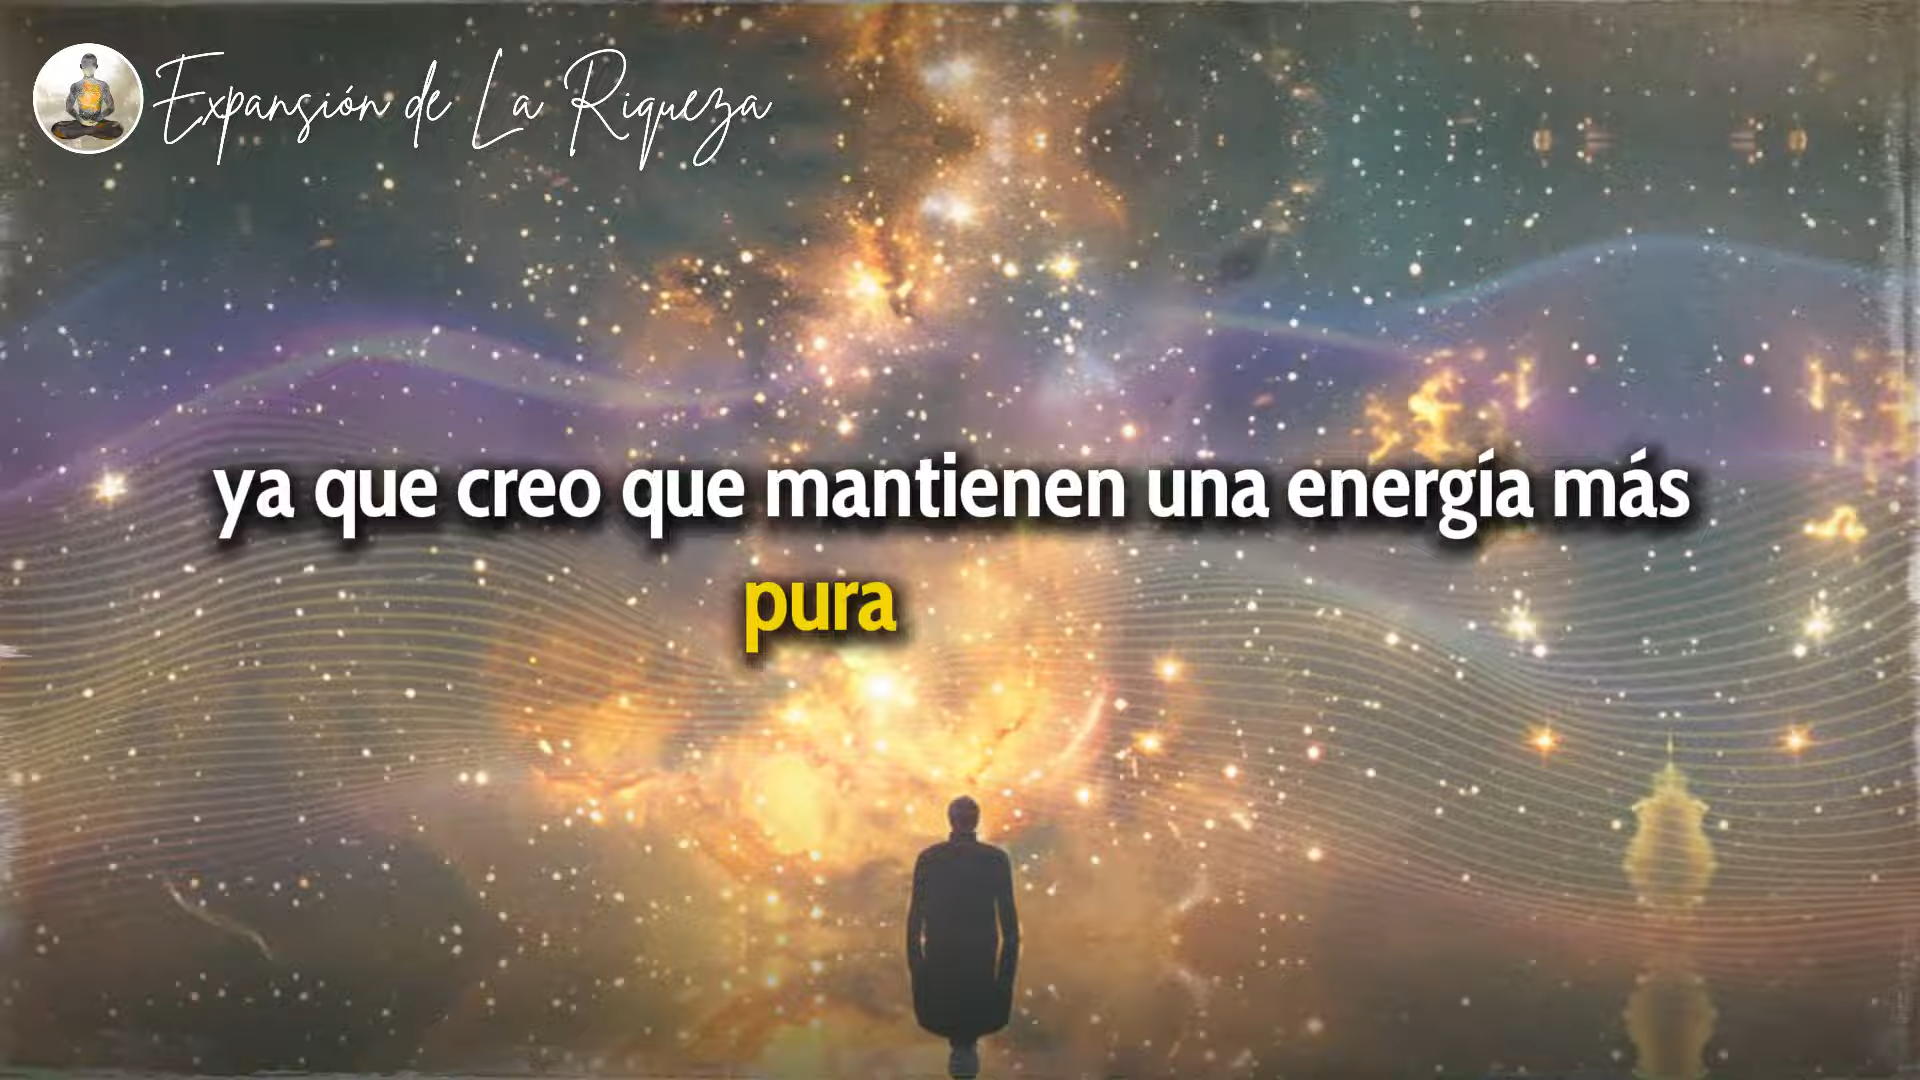 Expansión de La Riqueza
ya que creo que mantienen una energía más
pura